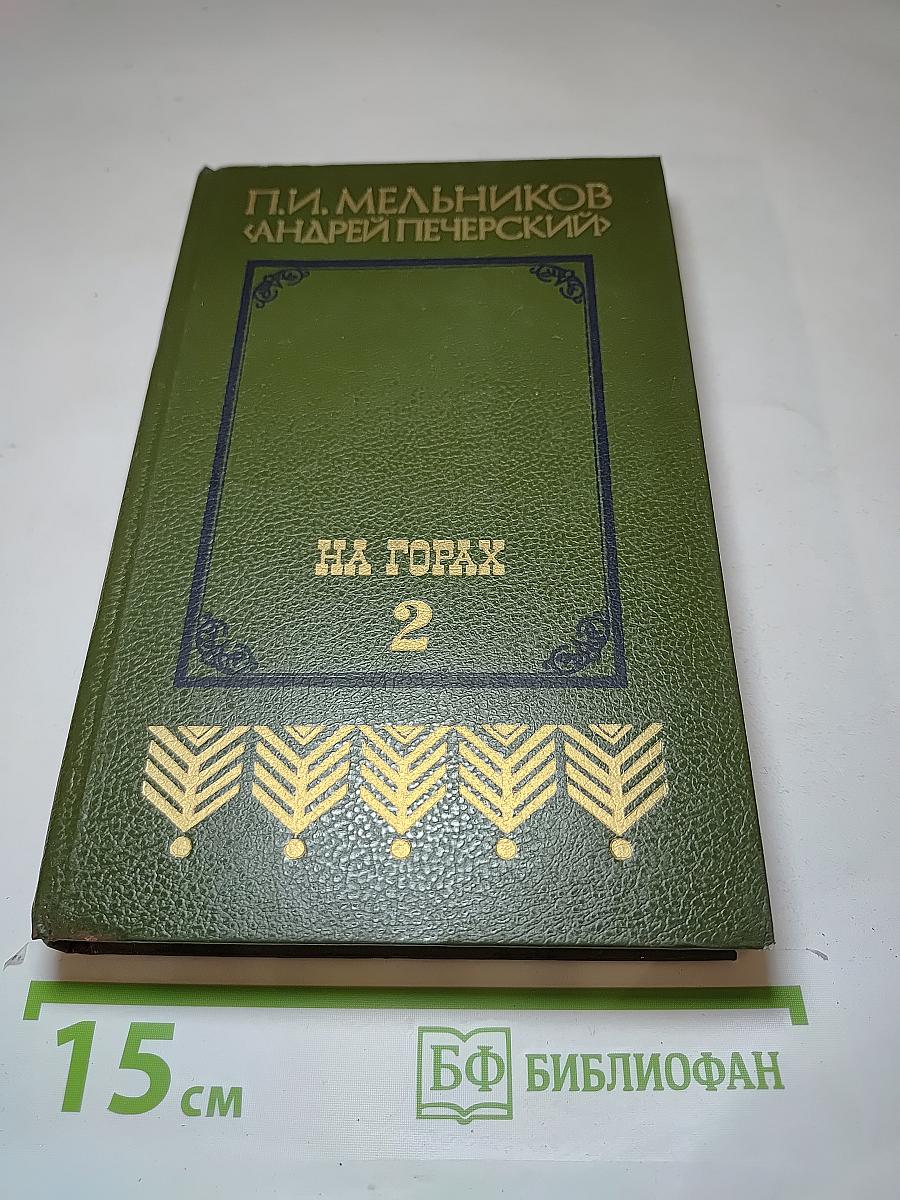 П.И. МЕЛЬНИКОВ
‹АНДРЕЙ ПЕЧЕРСКИЙ›
НА ГОРАХ
2
15 см
БФ БИБЛИОФАН